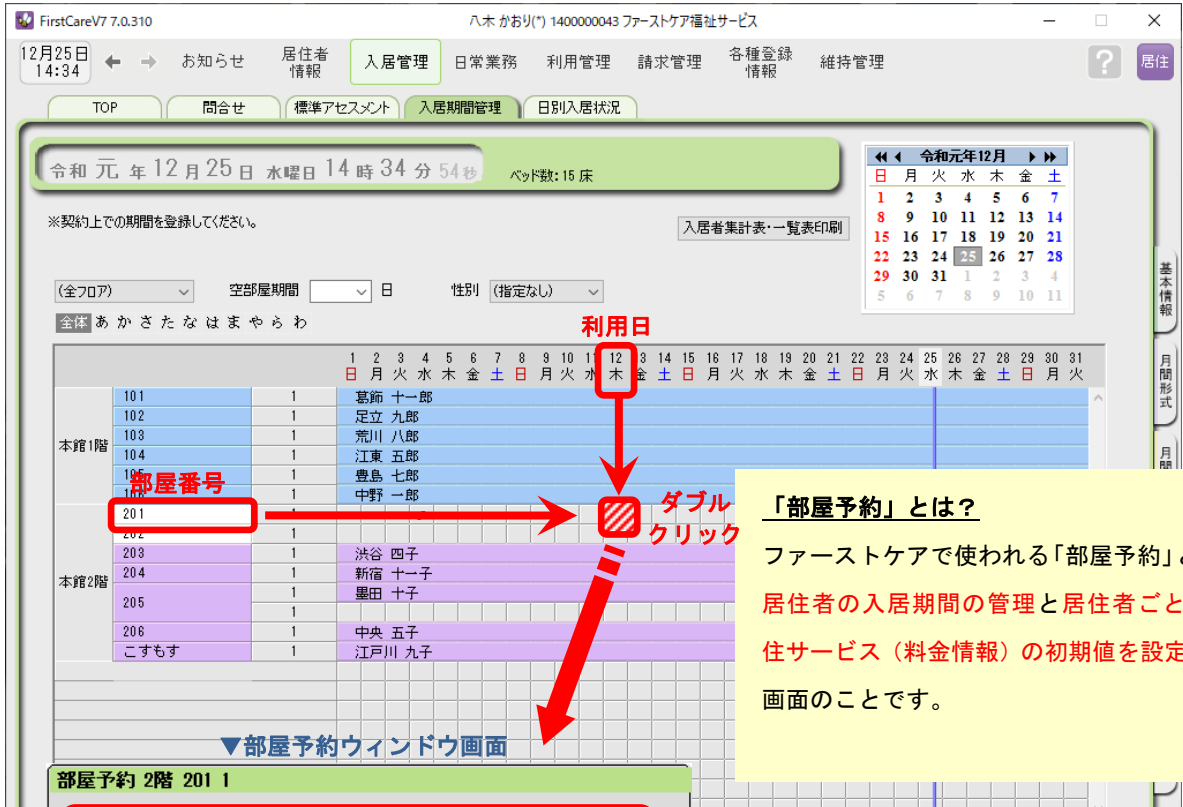 FirstCareV7 7.0.310 八木 かおり(*) 1400000043 ファーストケア福祉サービス
12月25日 14:34 お知らせ 居住者情報 入居管理 日常業務 利用管理 請求管理 各種登録情報 維持管理 ? 居住
TOP 問合せ 標準アセスメント 入居期間管理 日別入居状況
令和 元 年 12 月 25 日 水曜日 14 時 34 分 54 秒 ベッド数: 15 床
令和元年12月
日 月 火 水 木 金 土
1 2 3 4 5 6 7
8 9 10 11 12 13 14
15 16 17 18 19 20 21
22 23 24 25 26 27 28
29 30 31 1 2 3 4
5 6 7 8 9 10 11
※契約上での期間を登録してください。
入居者集計表・一覧表印刷
(全フロア) 空部屋期間 日 性別 (指定なし)
全体 あ か さ た な は ま や ら わ
利用日
1 2 3 4 5 6 7 8 9 10 11 12 13 14 15 16 17 18 19 20 21 22 23 24 25 26 27 28 29 30 31
日 月 火 水 木 金 土 日 月 火 水 木 金 土 日 月 火 水 木 金 土 日 月 火 水 木 金 土 日 月 火
本館1階
101 1 葛飾 十一郎
102 1 足立 九郎
103 1 荒川 八郎
104 1 江東 五郎
105 1 豊島 七郎
106 1 中野 一郎
部屋番号
本館2階
201 1
202 1
203 1 渋谷 四子
204 1 新宿 十一子
205 1 墨田 十子
1
206 1 中央 五子
こすもす 1 江戸川 九子
ダブル
クリック
基本情報
月間形式
月間
「部屋予約」とは？
ファーストケアで使われる「部屋予約」
居住者の入居期間の管理と居住者ごと
住サービス（料金情報）の初期値を設定
画面のことです。
▼部屋予約ウィンドウ画面
部屋予約 2階 201 1